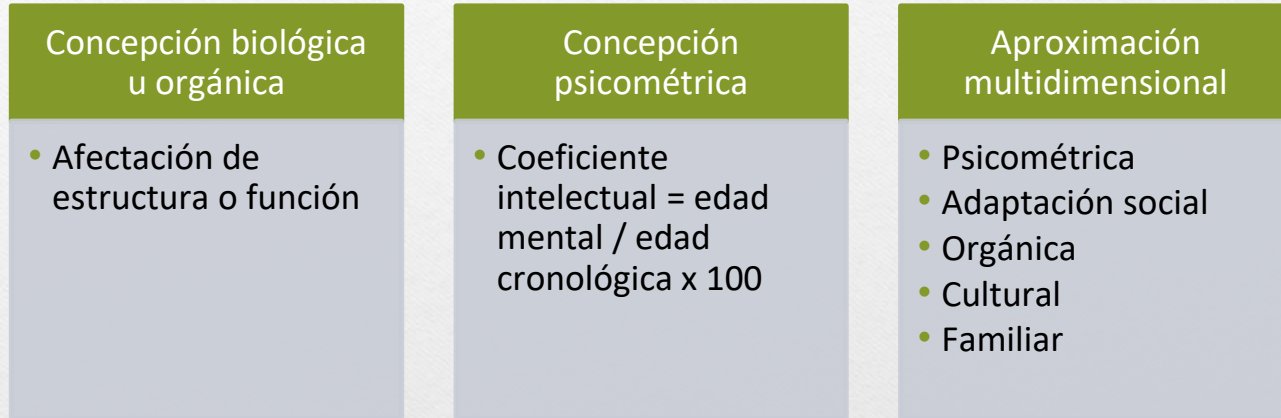 Concepción biológica
u orgánica
• Afectación de
estructura o función
Concepción
psicométrica
• Coeficiente
intelectual = edad
mental / edad
cronológica x 100
Aproximación
multidimensional
• Psicométrica
• Adaptación social
• Orgánica
• Cultural
• Familiar